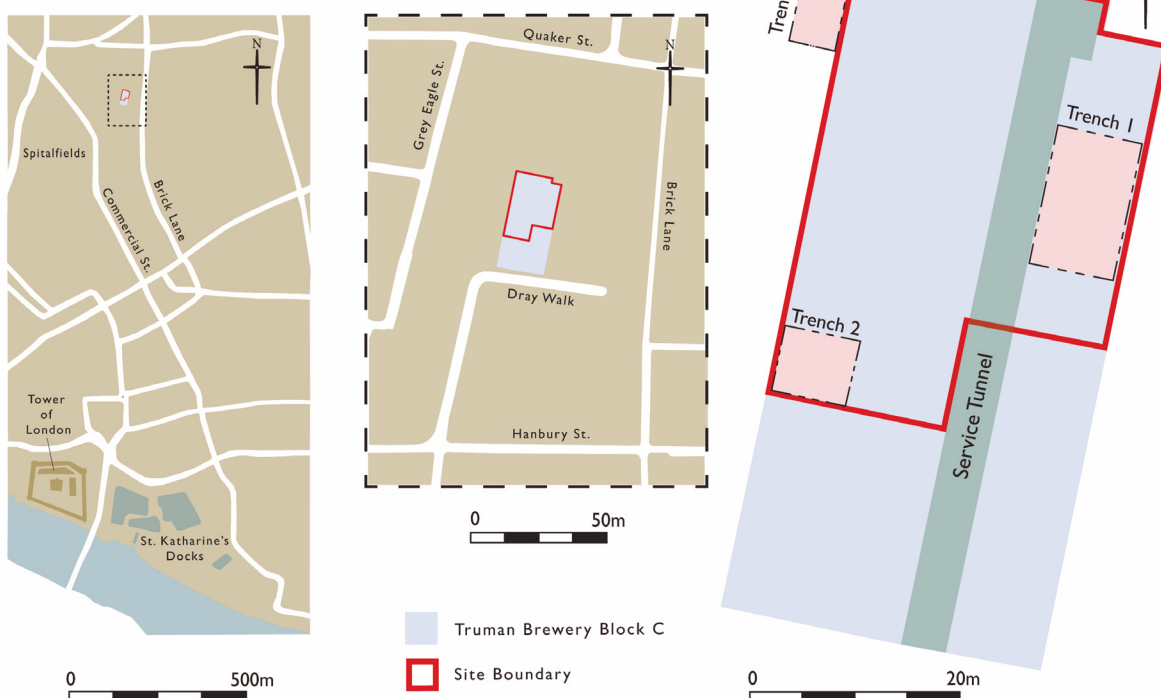 N
Spitalfields
Commercial St.
Brick Lane
Tower
of
London
St. Katharine's
Docks
0 500m
Quaker St.
N
Grey Eagle St.
Brick Lane
Dray Walk
Hanbury St.
0 50m
Truman Brewery Block C
Site Boundary
Trench 1
Trench 2
Service Tunnel
0 20m